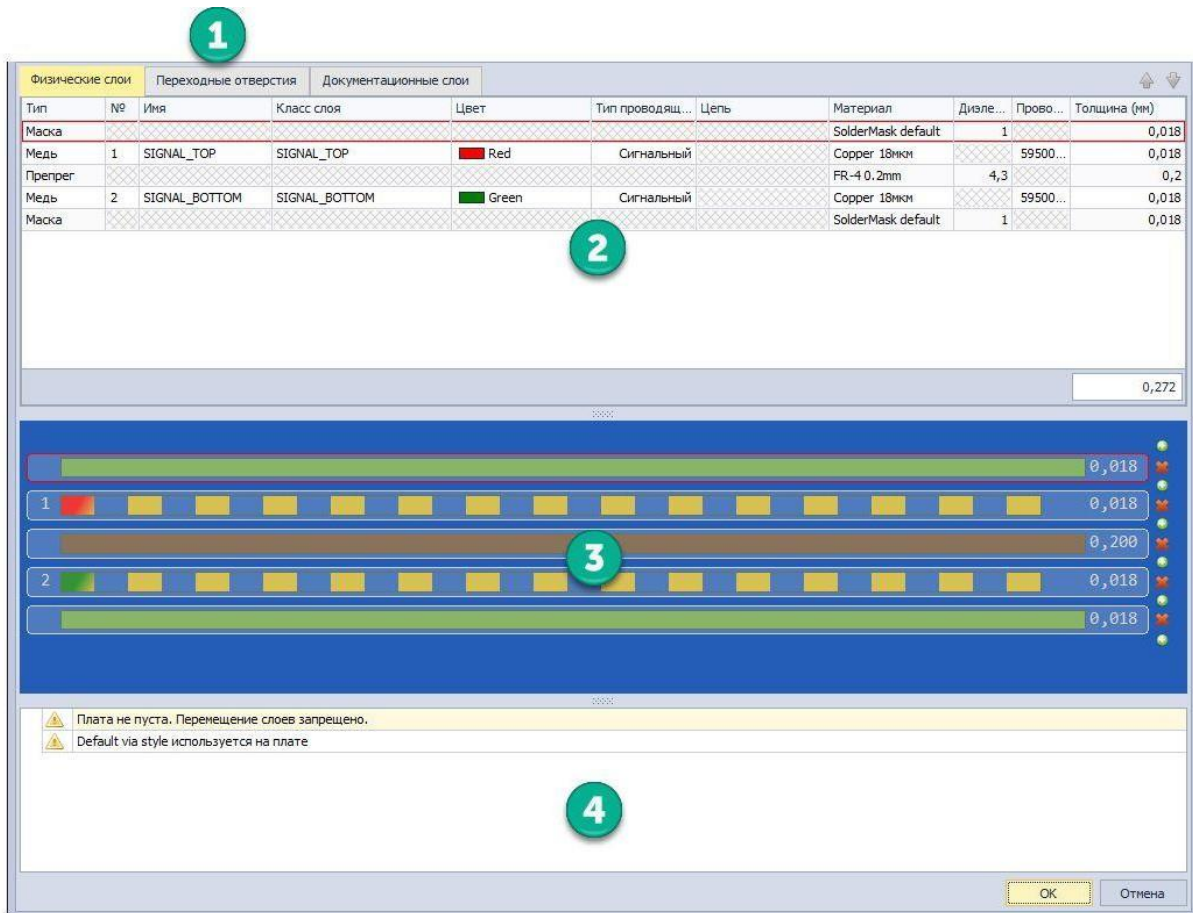 1
Физические слои Переходные отверстия Документационные слои
Тип № Имя Класс слоя Цвет Тип проводящ... Цепь Материал Диэле... Прово... Толщина (мм)
Маска SolderMask default 1 0,018
Медь 1 SIGNAL_TOP SIGNAL_TOP Red Сигнальный Copper 18мкм 59500... 0,018
Препрег FR-4 0.2mm 4,3 0,2
Медь 2 SIGNAL_BOTTOM SIGNAL_BOTTOM Green Сигнальный Copper 18мкм 59500... 0,018
Маска SolderMask default 1 0,018
2
0,272
0,018
1 0,018
0,200
3
2 0,018
0,018
Плата не пуста. Перемещение слоев запрещено.
Default via style используется на плате
4
OK Отмена